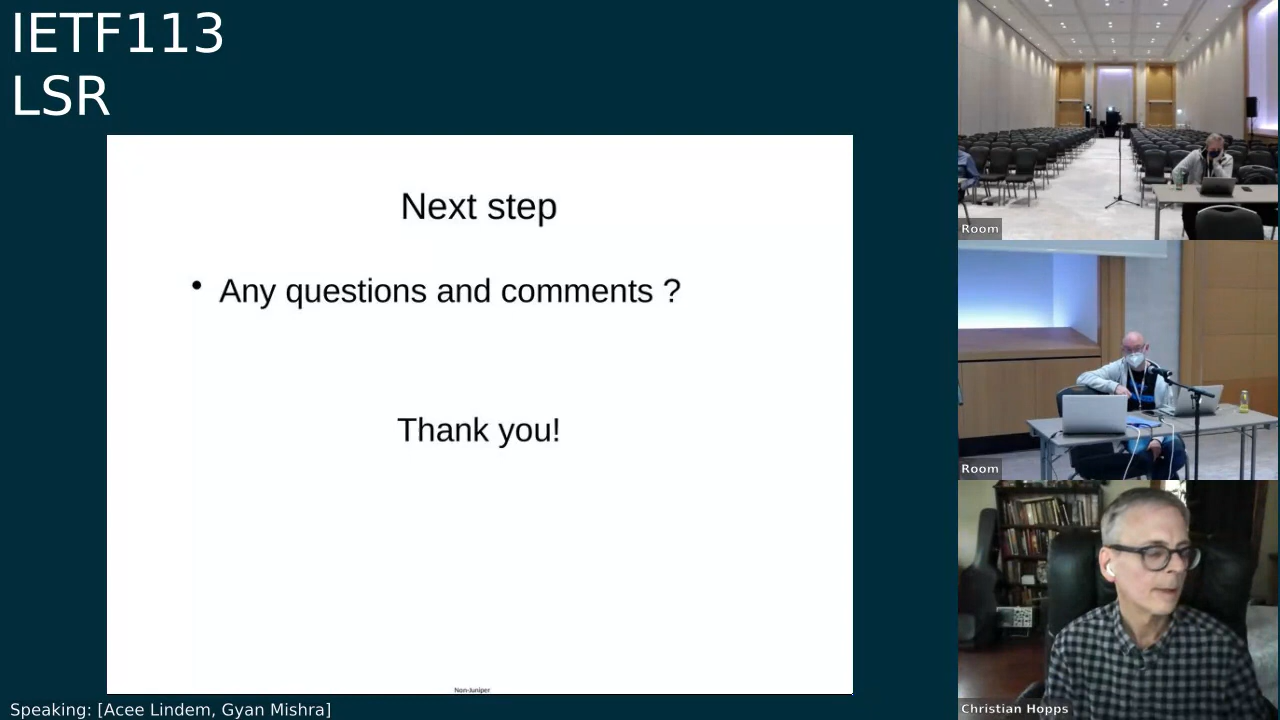 IETF113
LSR
Next step
• Any questions and comments ?
Thank you!
Non-Juniper
Speaking: [Acee Lindem, Gyan Mishra]
Room
Room
Christian Hopps